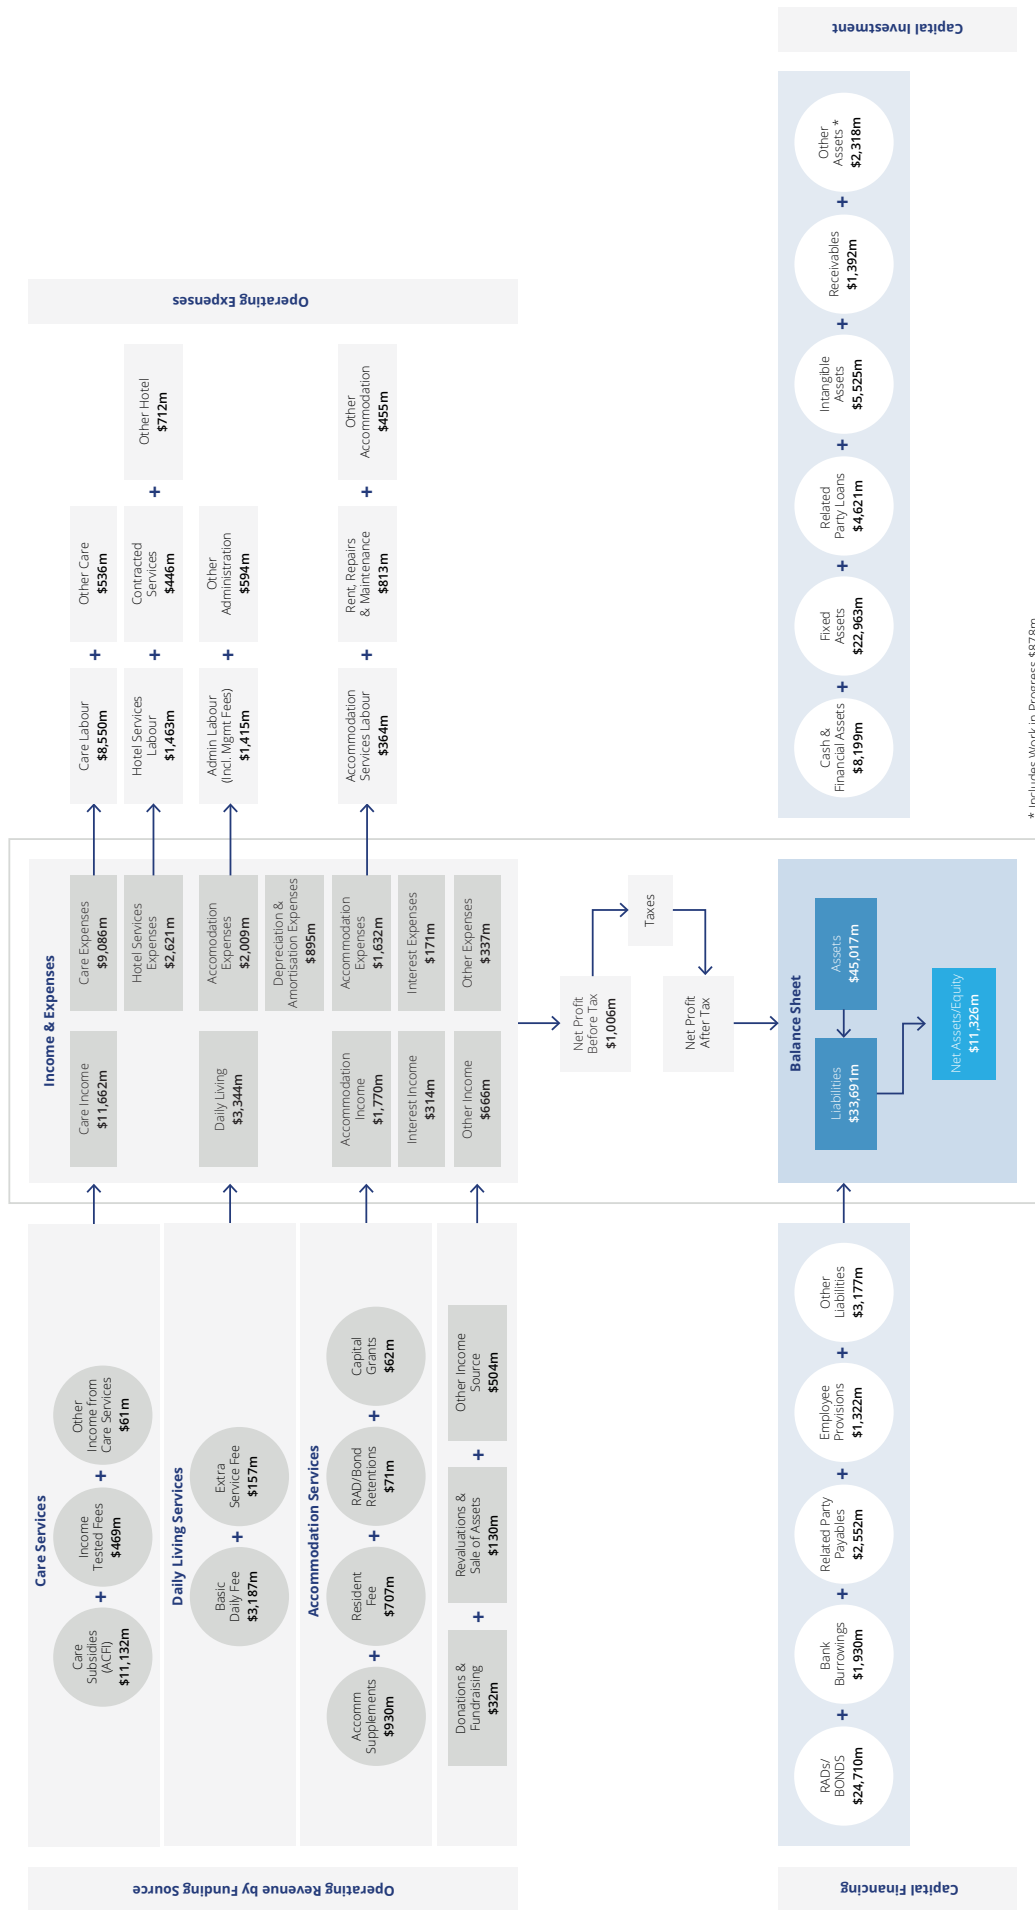 Operating Revenue by Funding Source
Care Services
Care
Subsidies
(ACFI)
$11,132m
+
Income
Tested Fees
$469m
+
Other
Income from
Care Services
$61m
Daily Living Services
Basic
Daily Fee
$3,187m
+
Extra
Service Fee
$157m
Accommodation Services
Accomm
Supplements
$930m
+
Resident
Fee
$707m
+
RAD/Bond
Retentions
$71m
+
Capital
Grants
$62m
Donations &
Fundraising
$32m
+
Revaluations &
Sale of Assets
$130m
+
Other Income
Source
$504m
Income & Expenses
Care Income
$11,662m
Care Expenses
$9,086m
Hotel Services
Expenses
$2,621m
Daily Living
$3,344m
Accomodation
Expenses
$2,009m
Depreciation &
Amortisation Expenses
$895m
Accommodation
Income
$1,770m
Accommodation
Expenses
$1,632m
Interest Income
$314m
Interest Expenses
$171m
Other Income
$666m
Other Expenses
$337m
Operating Expenses
Care Labour
$8,550m
+
Other Care
$536m
Hotel Services
Labour
$1,463m
+
Contracted
Services
$446m
+
Other Hotel
$712m
Admin Labour
(Incl. Mgmt Fees)
$1,415m
+
Other
Administration
$594m
Accommodation
Services Labour
$364m
+
Rent, Repairs
& Maintenance
$813m
+
Other
Accommodation
$455m
Net Profit
Before Tax
$1,006m
Taxes
Net Profit
After Tax
Capital Financing
RADs/
BONDS
$24,710m
+
Bank
Burrowings
$1,930m
+
Related Party
Payables
$2,552m
+
Employee
Provisions
$1,322m
+
Other
Liabilities
$3,177m
Balance Sheet
Liabilities
$33,691m
Assets
$45,017m
Net Assets/Equity
$11,326m
Capital Investment
Cash &
Financial Assets
$8,199m
+
Fixed
Assets
$22,963m
+
Related
Party Loans
$4,621m
+
Intangible
Assets
$5,525m
+
Receivables
$1,392m
+
Other
Assets *
$2,318m
* Includes Work in Progress $878m